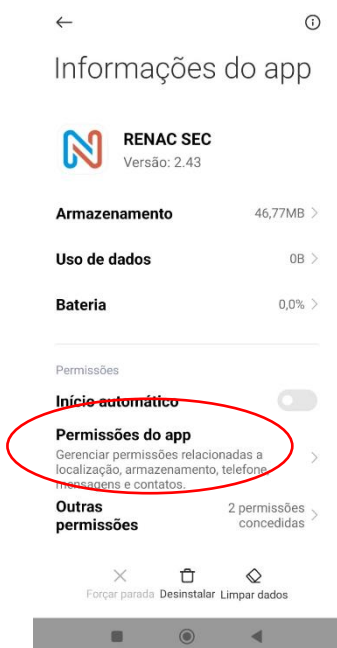 Informações do app
RENAC SEC
Versão: 2.43
Armazenamento 46,77MB
Uso de dados 0B
Bateria 0,0%
Permissões
Início automático
Permissões do app
Gerenciar permissões relacionadas a
localização, armazenamento, telefone,
mensagens e contatos.
Outras 2 permissões
permissões concedidas
Forçar parada Desinstalar Limpar dados